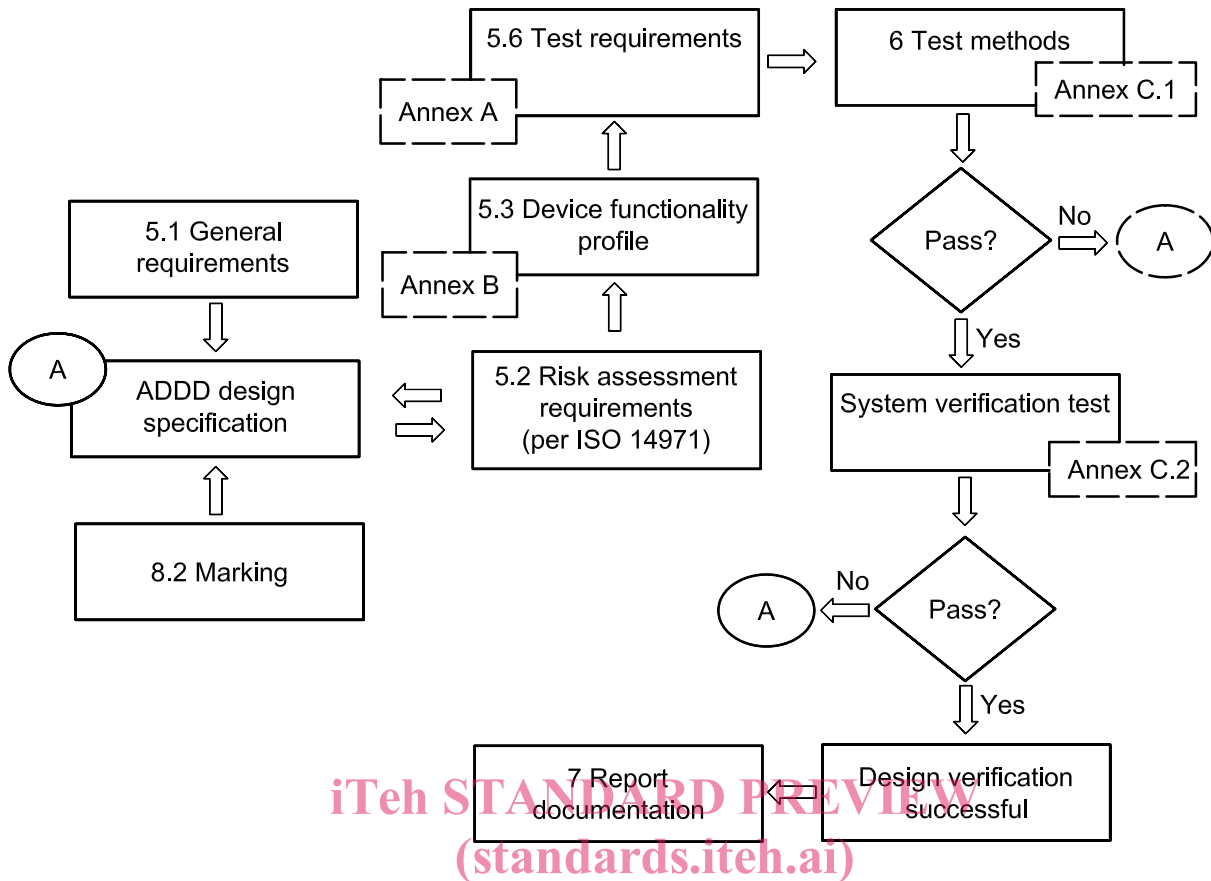 5.6 Test requirements
Annex A
6 Test methods
Annex C.1
5.1 General
requirements
5.3 Device functionality
profile
Annex B
Pass?
No
A
Yes
A
ADDD design
specification
5.2 Risk assessment
requirements
(per ISO 14971)
System verification test
Annex C.2
8.2 Marking
Pass?
No
A
Yes
7 Report
documentation
Design verification
successful
iTeh STANDARD PREVIEW
(standards.iteh.ai)